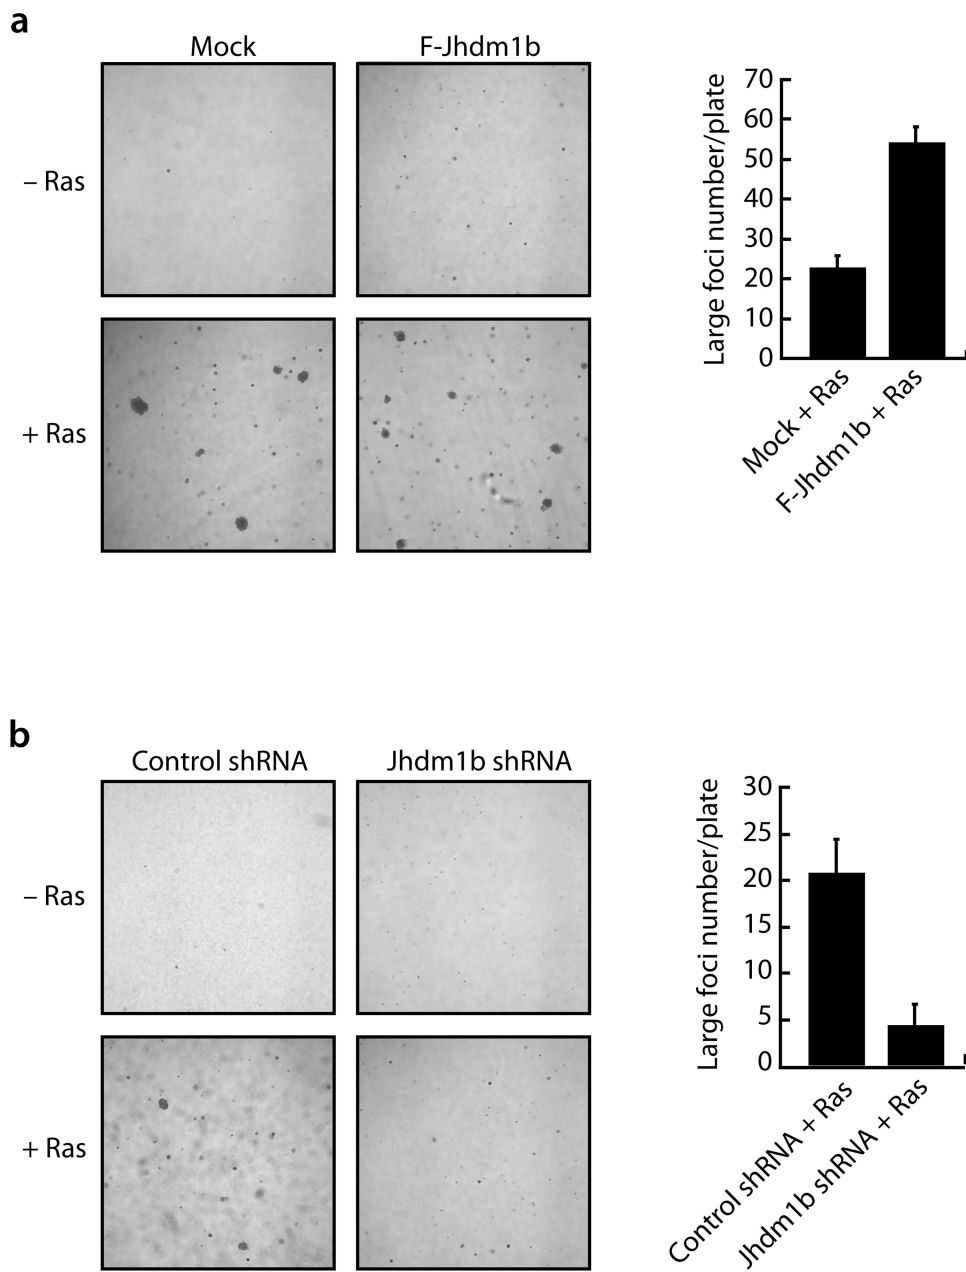 a
Mock
F-Jhdm1b
– Ras
+ Ras
Large foci number/plate
70
60
50
40
30
20
10
0
Mock + Ras
F-Jhdm1b + Ras
b
Control shRNA
Jhdm1b shRNA
– Ras
+ Ras
Large foci number/plate
30
25
20
15
10
5
0
Control shRNA + Ras
Jhdm1b shRNA + Ras